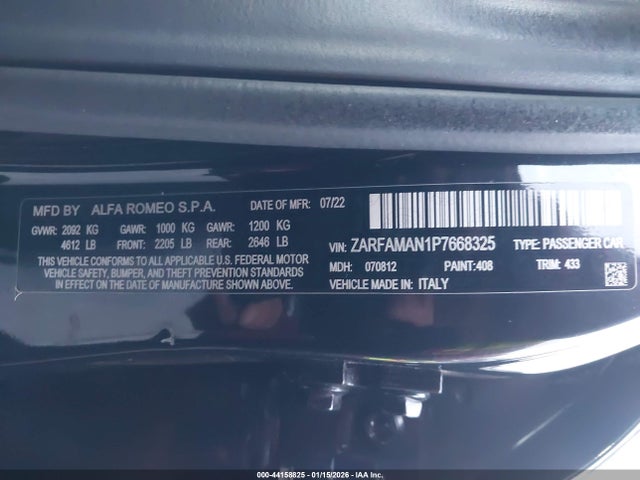 MFD BY ALFA ROMEO S.P.A. DATE OF MFR: 07/22
GVWR: 2092 KG GAWR: 1000 KG GAWR: 1200 KG
4612 LB FRONT: 2205 LB REAR: 2646 LB
THIS VEHICLE CONFORMS TO ALL U.S. FEDERAL MOTOR
VEHICLE SAFETY, BUMPER, AND THEFT PREVENTION STANDARDS
IN EFFECT ON THE DATE OF MANUFACTURE SHOWN ABOVE.
VIN: ZARFAMAN1P7668325 TYPE: PASSENGER CAR
MDH: 070812 PAINT: 408 TRIM: 433
VEHICLE MADE IN: ITALY
000-44158825 - 01/15/2026 - IAA Inc.